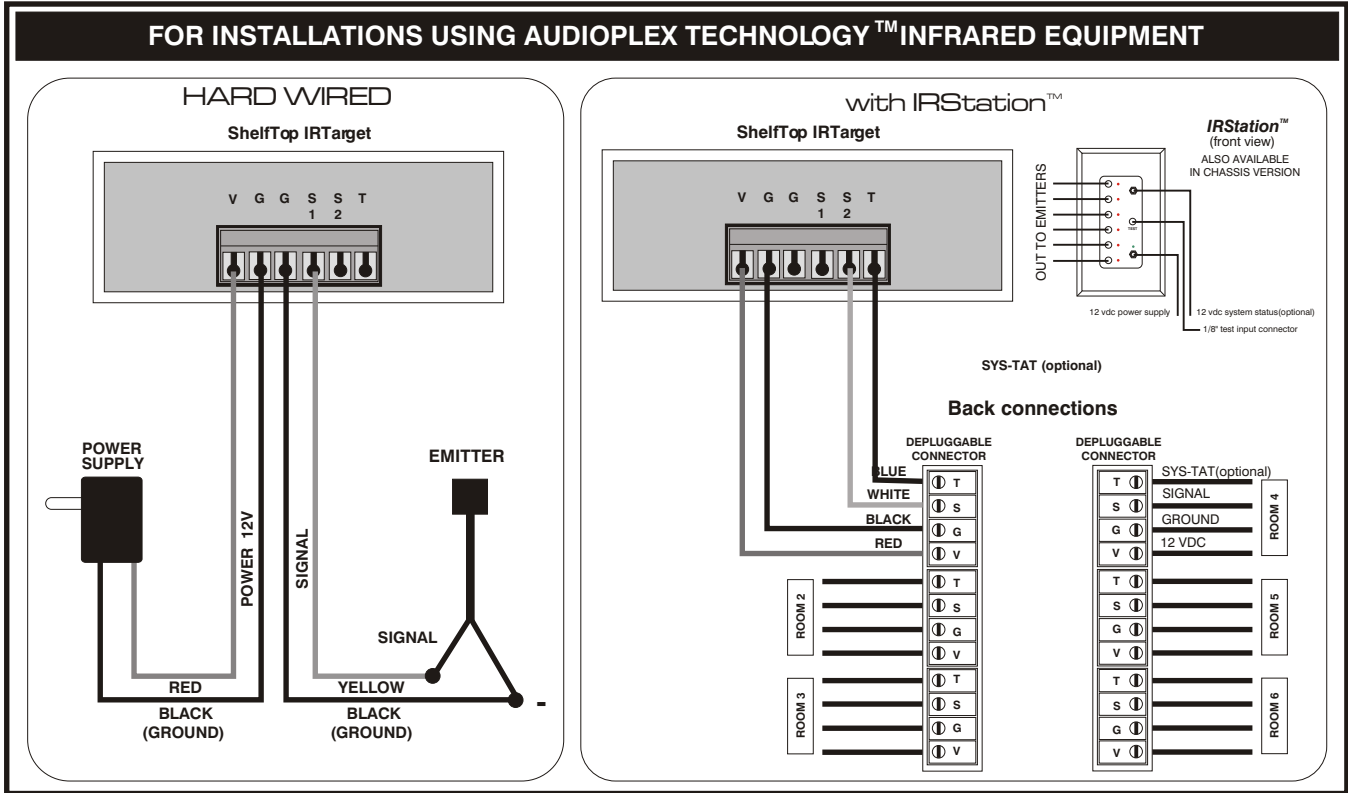 FOR INSTALLATIONS USING AUDIOPLEX TECHNOLOGY™INFRARED EQUIPMENT
HARD WIRED
ShelfTop IRTarget
V G G S S T
1 2
POWER
SUPPLY
EMITTER
POWER 12V
SIGNAL
SIGNAL
RED
BLACK
(GROUND)
YELLOW
BLACK
(GROUND)
-
with IRStation™
ShelfTop IRTarget
V G G S S T
1 2
IRStation™
(front view)
ALSO AVAILABLE
IN CHASSIS VERSION
OUT TO EMITTERS
TEST
12 vdc power supply
12 vdc system status(optional)
1/8" test input connector
SYS-TAT (optional)
Back connections
DEPLUGGABLE
CONNECTOR
BLUE T
WHITE S
BLACK G
RED V
ROOM 2
T
S
G
V
ROOM 3
T
S
G
V
DEPLUGGABLE
CONNECTOR
T SYS-TAT(optional)
S SIGNAL
G GROUND
V 12 VDC
ROOM 4
T
S
G
V
ROOM 5
T
S
G
V
ROOM 6